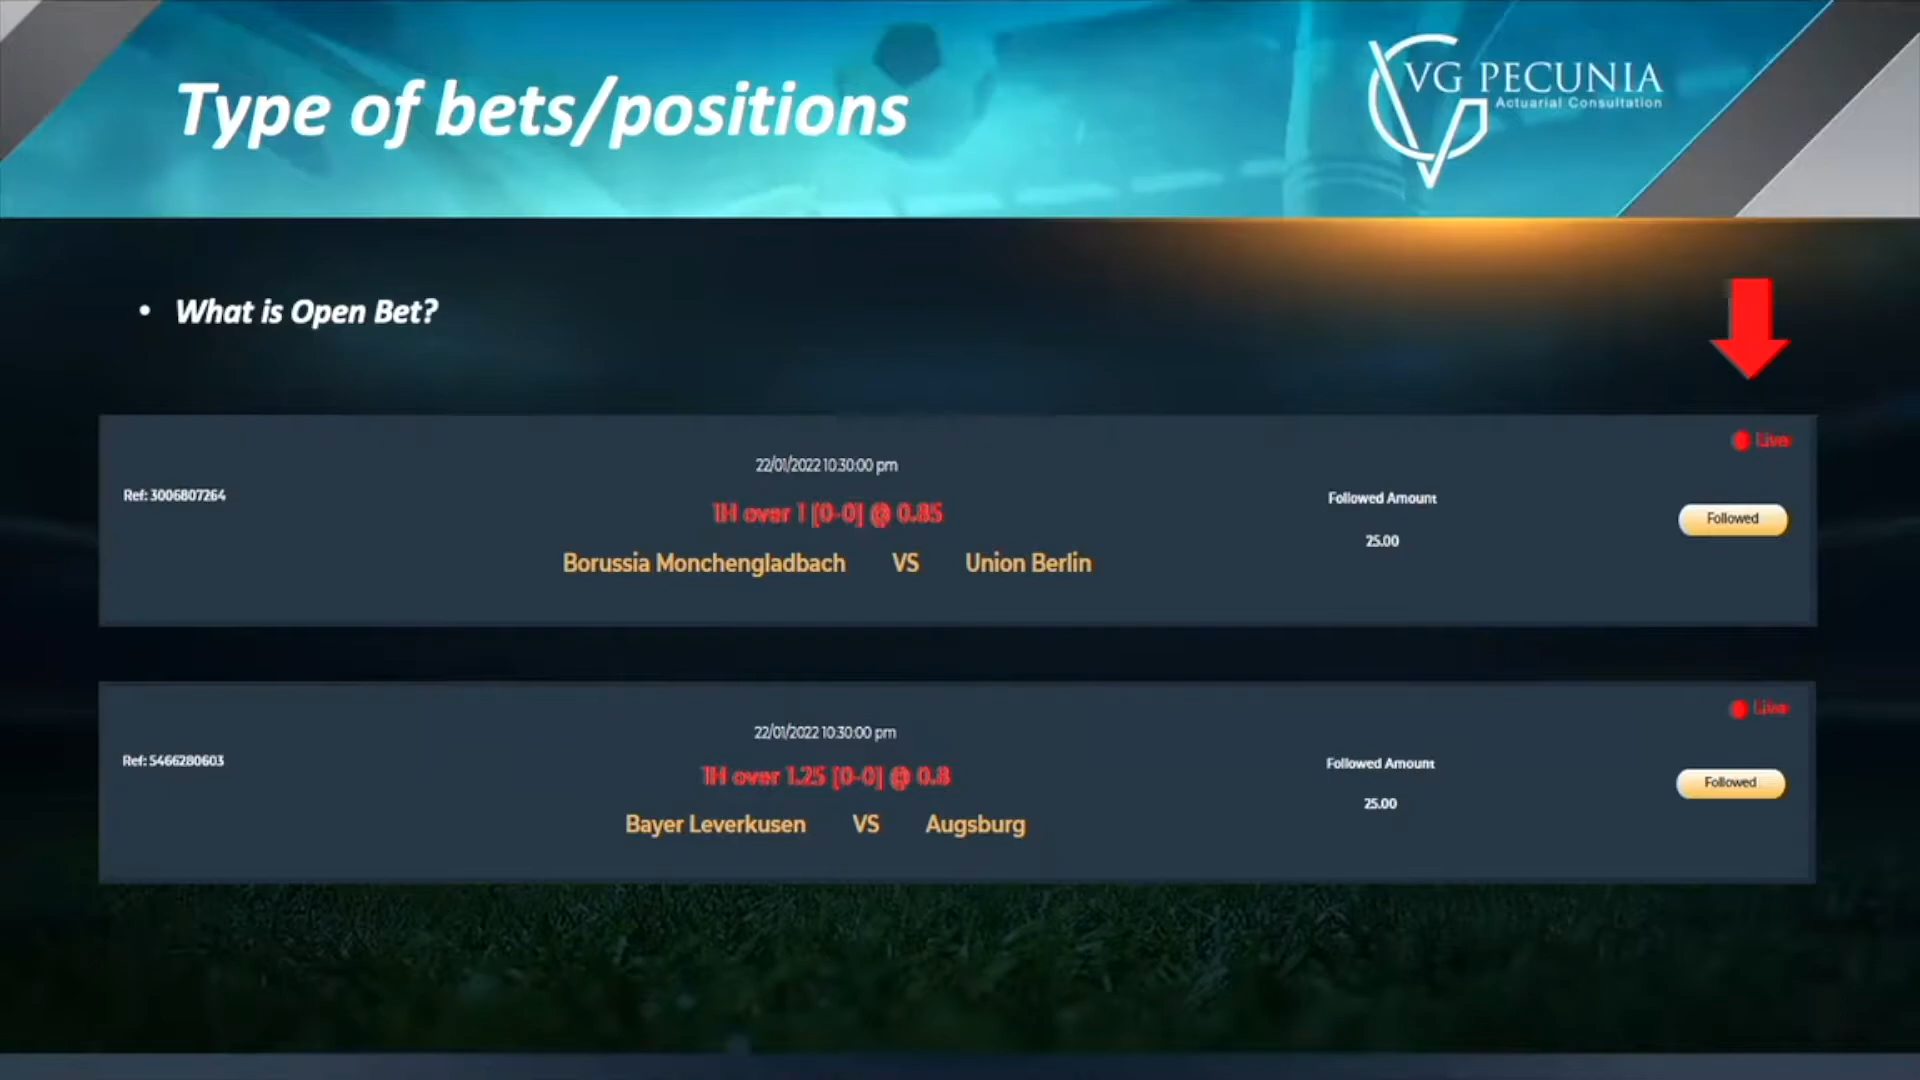 Type of bets/positions
VG PECUNIA
Actuarial Consultation
• What is Open Bet?
Live
22/01/2022 10:30:00 pm
Ref: 3006807264
1H over 1 [0-0] @ 0.85
Followed Amount
Followed
25.00
Borussia Monchengladbach VS Union Berlin
Live
22/01/2022 10:30:00 pm
Ref: 5466280603
1H over 1.25 [0-0] @ 0.8
Followed Amount
Followed
25.00
Bayer Leverkusen VS Augsburg